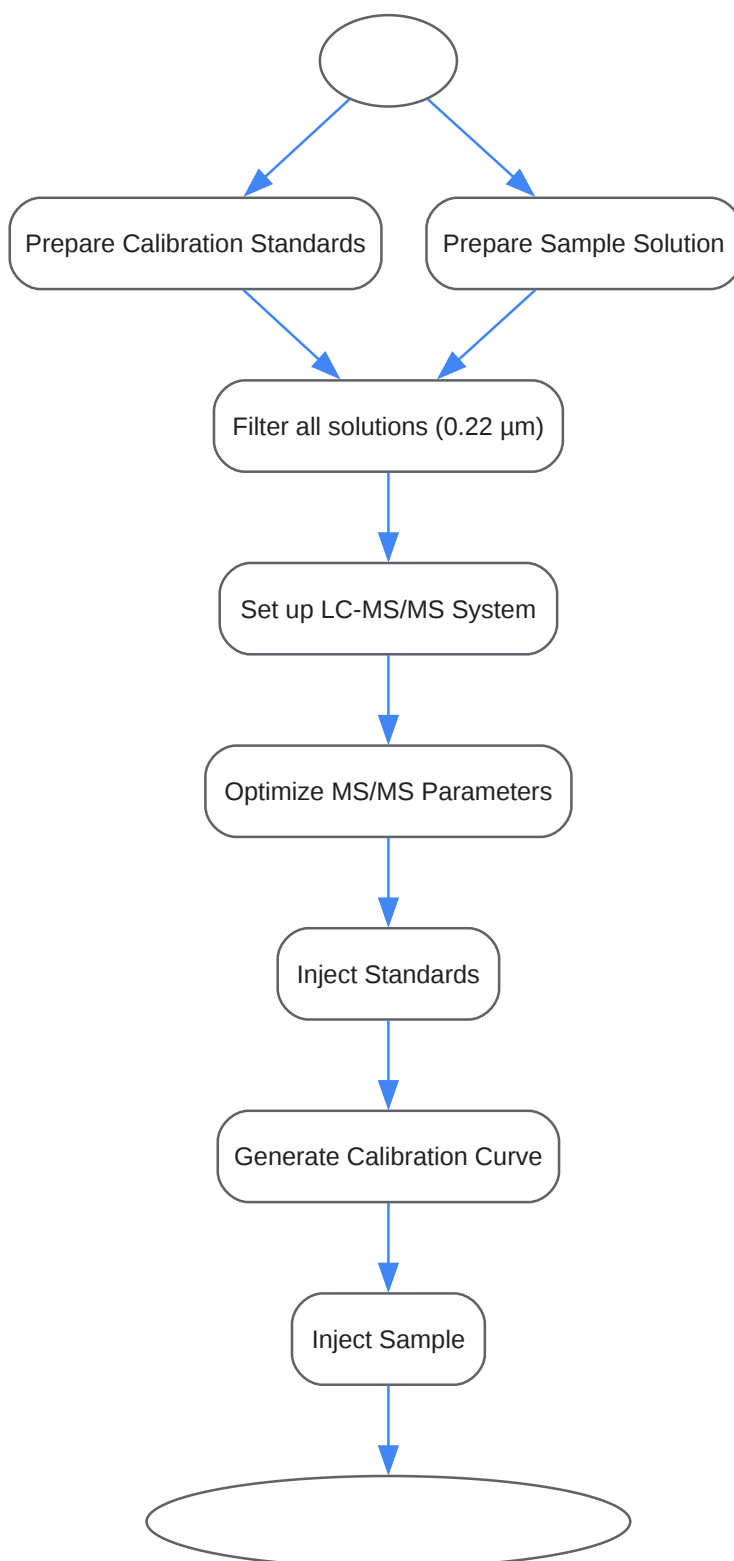 Prepare Calibration Standards
Prepare Sample Solution
Filter all solutions (0.22 µm)
Set up LC-MS/MS System
Optimize MS/MS Parameters
Inject Standards
Generate Calibration Curve
Inject Sample